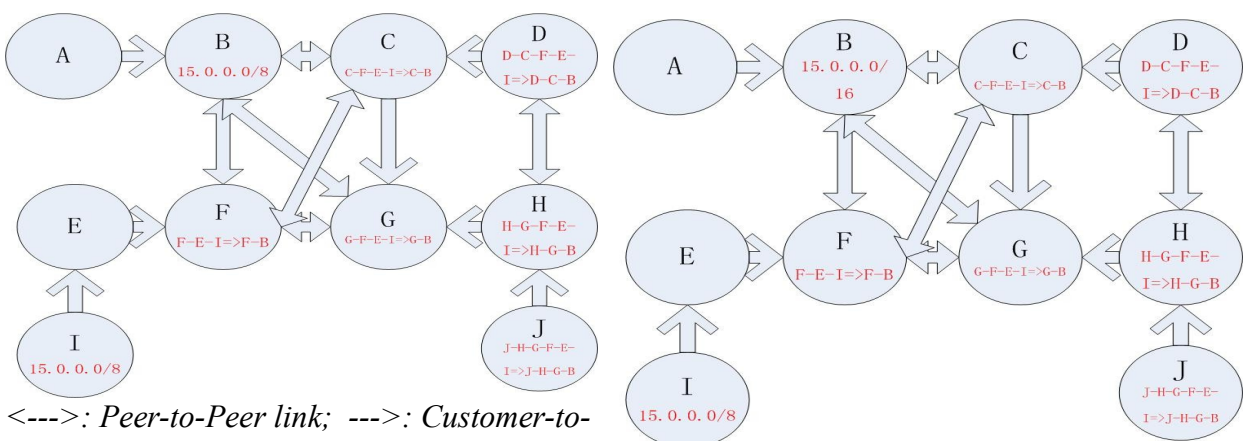 A
B
15.0.0.0/8
C
C-F-E-I=>C-B
D
D-C-F-E-
I=>D-C-B
E
F
F-E-I=>F-B
G
G-F-E-I=>G-B
H
H-G-F-E-
I=>H-G-B
I
15.0.0.0/8
J
J-H-G-F-E-
I=>J-H-G-B
<--->: Peer-to-Peer link; --->: Customer-to-
A
B
15.0.0.0/
16
C
C-F-E-I=>C-B
D
D-C-F-E-
I=>D-C-B
E
F
F-E-I=>F-B
G
G-F-E-I=>G-B
H
H-G-F-E-
I=>H-G-B
I
15.0.0.0/8
J
J-H-G-F-E-
I=>J-H-G-B